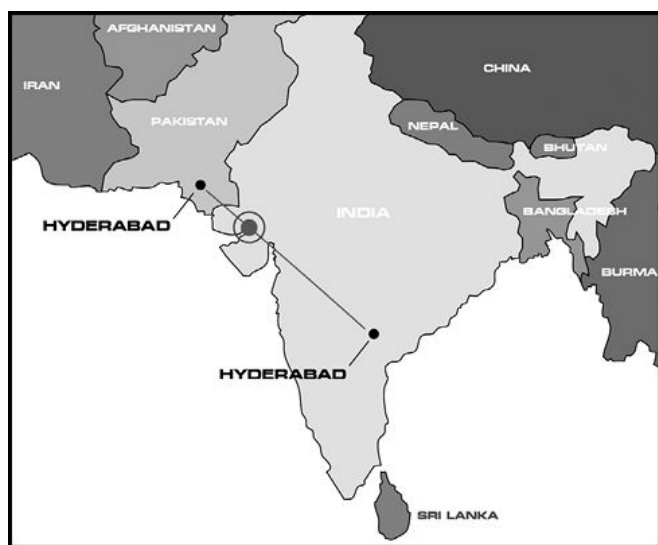 AFGHANISTAN
CHINA
IRAN
PAKISTAN
NEPAL
BHUTAN
HYDERABAD
INDIA
BANGLADESH
BURMA
HYDERABAD
SRI LANKA